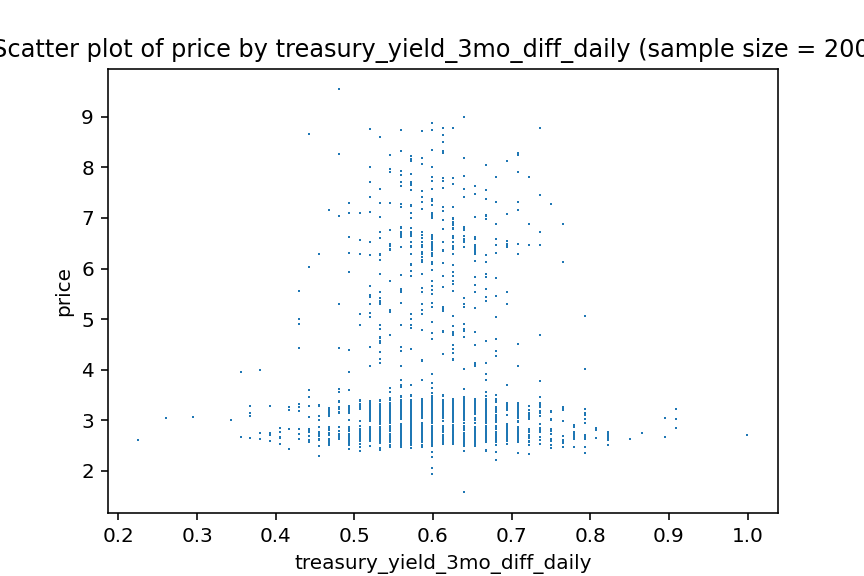 Scatter plot of price by treasury_yield_3mo_diff_daily (sample size = 200
9
8
7
6
5
4
3
2
price
0.2 0.3 0.4 0.5 0.6 0.7 0.8 0.9 1.0
treasury_yield_3mo_diff_daily